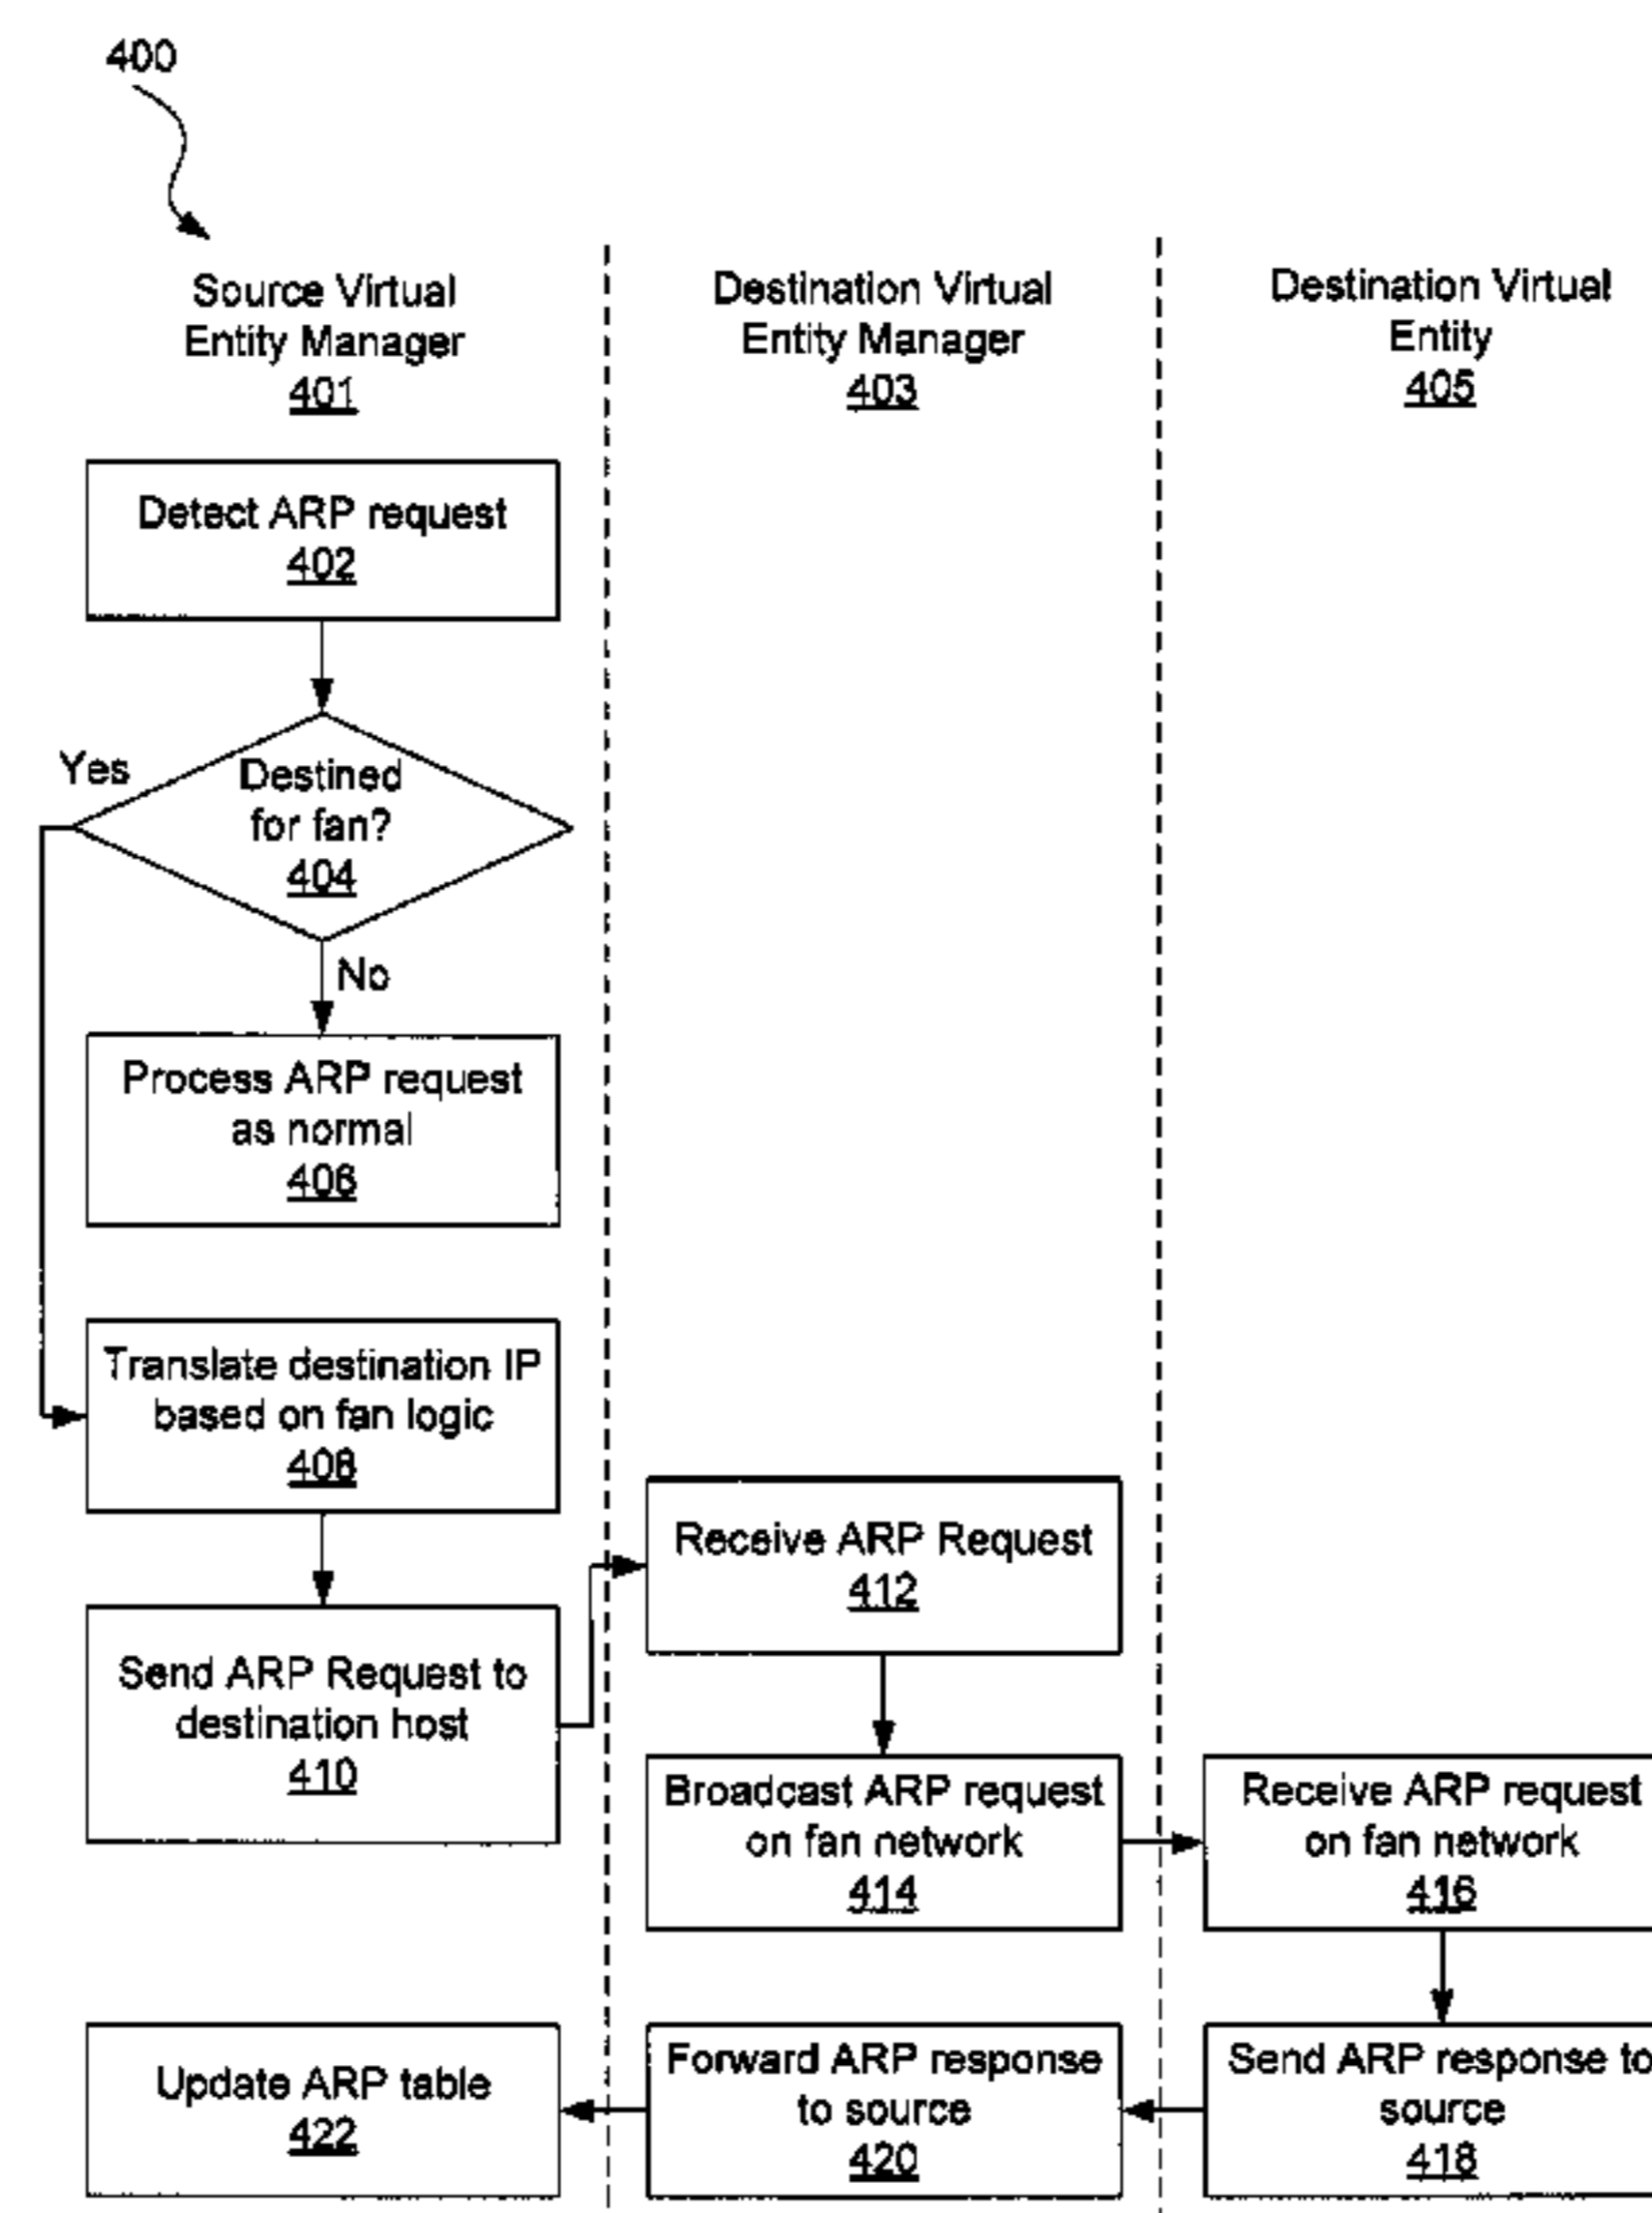 400
Source Virtual
Entity Manager
401
Destination Virtual
Entity Manager
403
Destination Virtual
Entity
405
Detect ARP request
402
Yes
Destined
for fan?
404
No
Process ARP request
as normal
406
Translate destination IP
based on fan logic
408
Send ARP Request to
destination host
410
Receive ARP Request
412
Broadcast ARP request
on fan network
414
Receive ARP request
on fan network
416
Send ARP response to
source
418
Forward ARP response
to source
420
Update ARP table
422